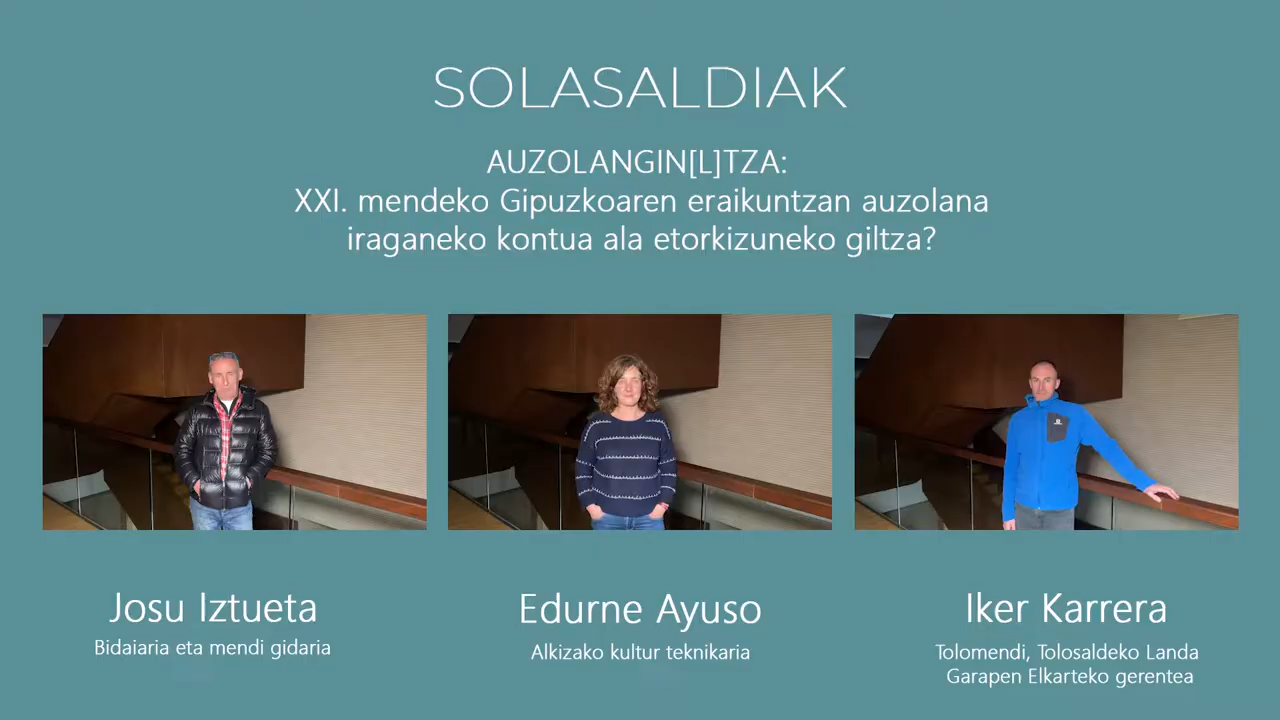 SOLASALDIAK
AUZOLANGIN[L]TZA:
XXI. mendeko Gipuzkoaren eraikuntzan auzolana
iraganeko kontua ala etorkizuneko giltza?
Josu Iztueta
Bidaiaria eta mendi gidaria
Edurne Ayuso
Alkizako kultur teknikaria
Iker Karrera
Tolomendi, Tolosaldeko Landa
Garapen Elkarteko gerentea